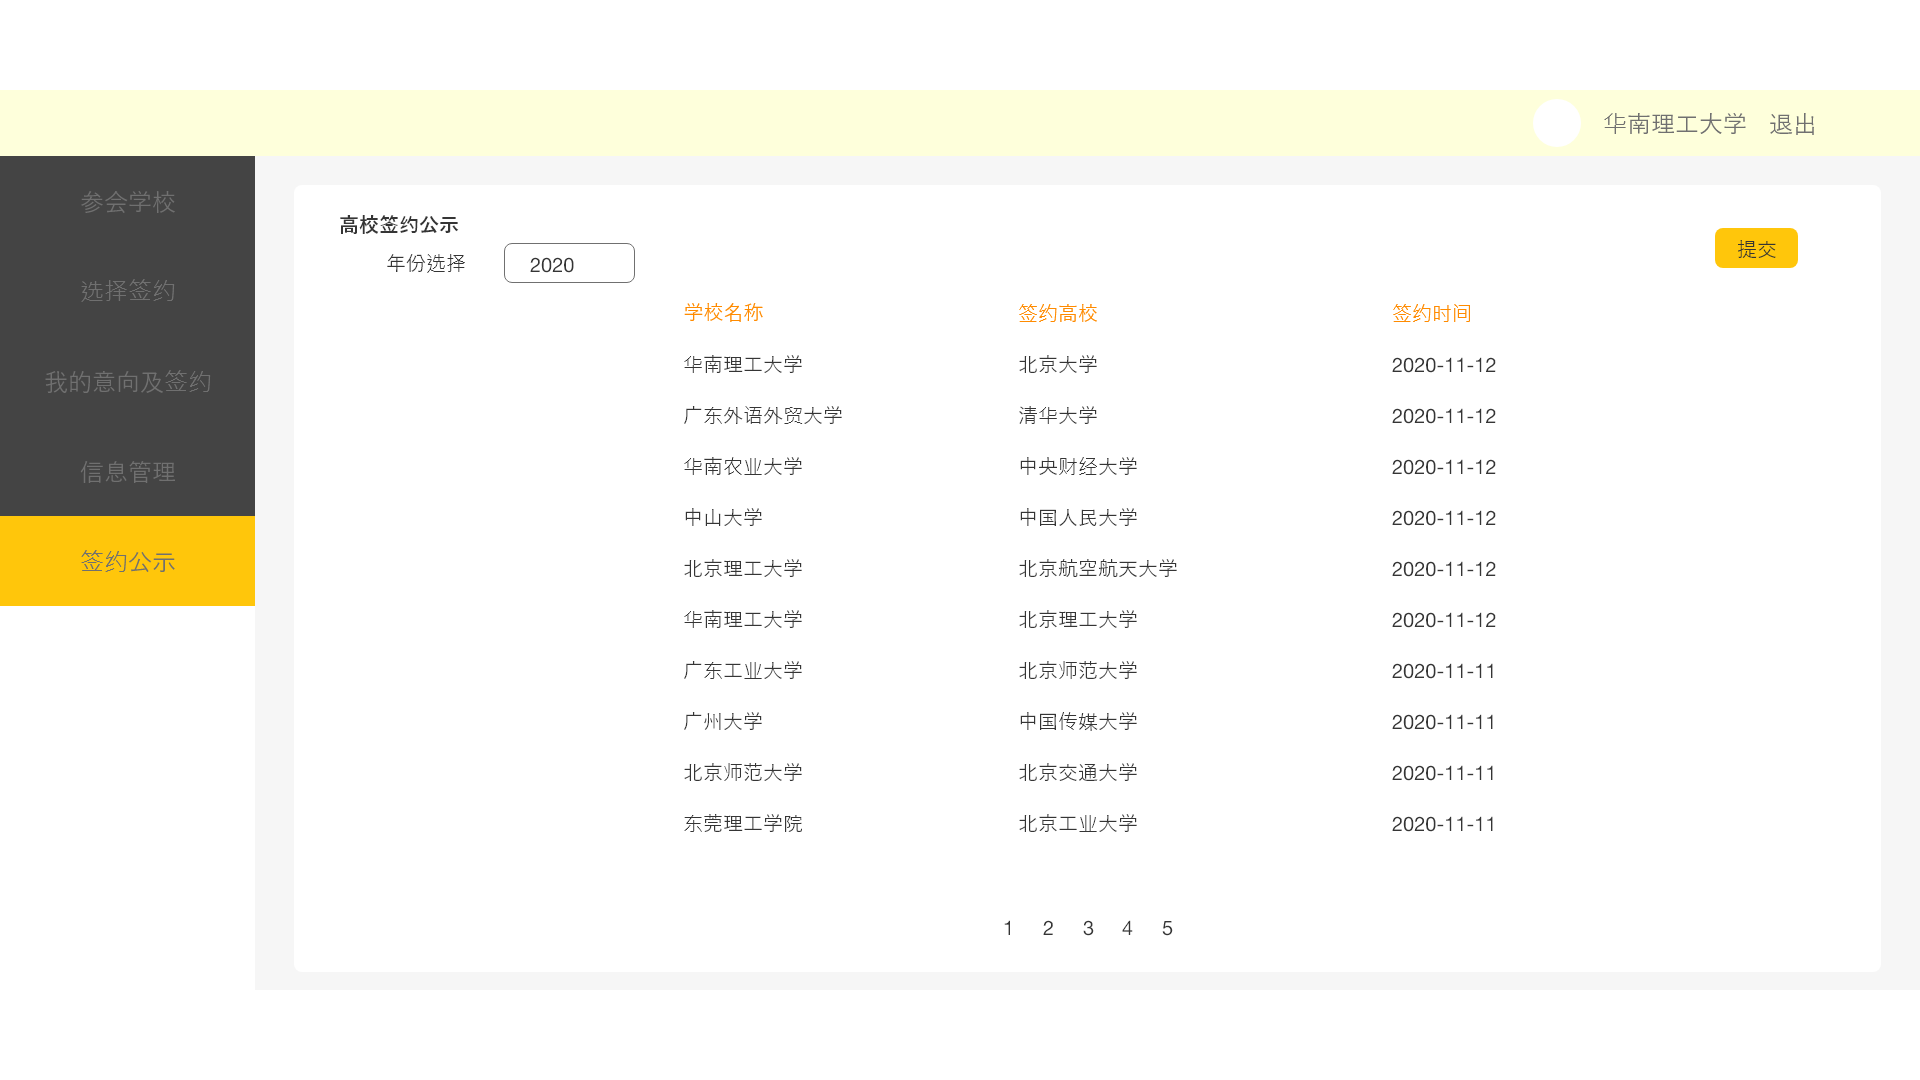 华南理工大学 退出
参会学校
选择签约
我的意向及签约
信息管理
签约公示
高校签约公示
年份选择 2020
提交
学校名称 签约高校 签约时间
华南理工大学 北京大学 2020-11-12
广东外语外贸大学 清华大学 2020-11-12
华南农业大学 中央财经大学 2020-11-12
中山大学 中国人民大学 2020-11-12
北京理工大学 北京航空航天大学 2020-11-12
华南理工大学 北京理工大学 2020-11-12
广东工业大学 北京师范大学 2020-11-11
广州大学 中国传媒大学 2020-11-11
北京师范大学 北京交通大学 2020-11-11
东莞理工学院 北京工业大学 2020-11-11
1 2 3 4 5